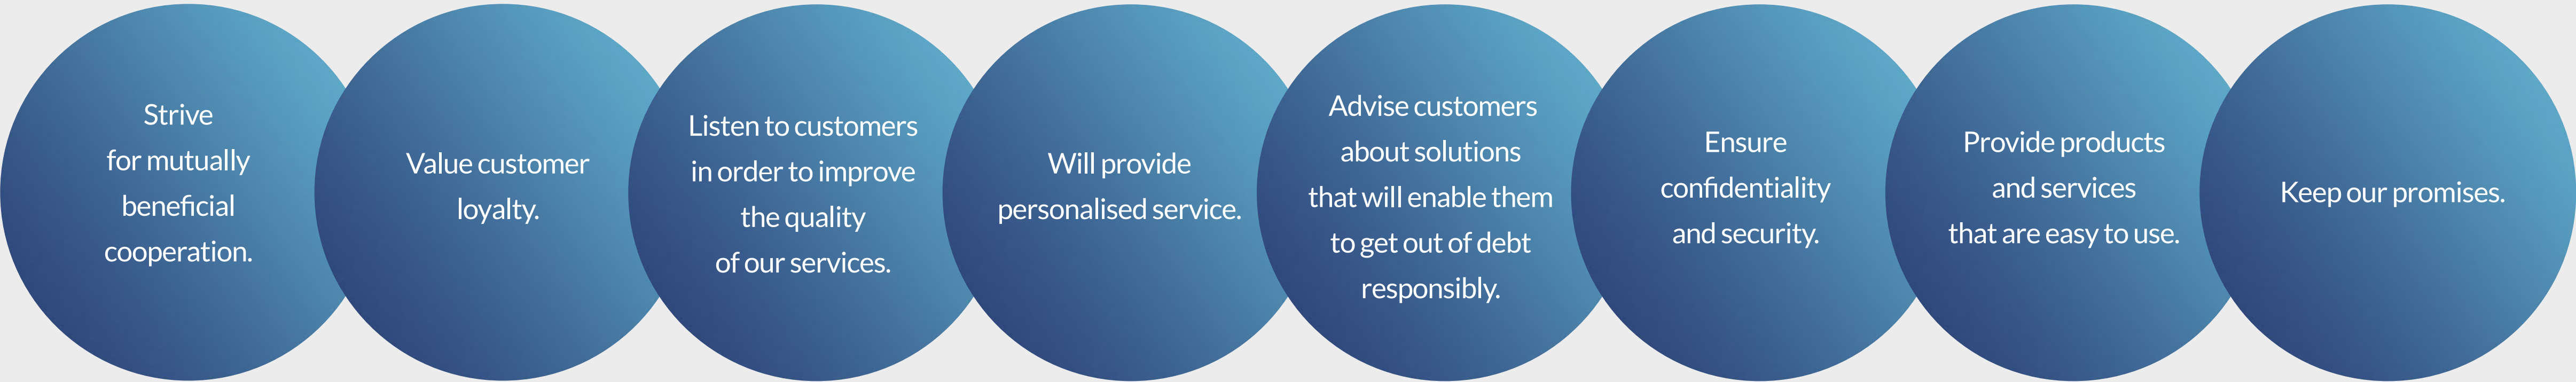 Strive
for mutually
beneficial
cooperation.
Value customer
loyalty.
Listen to customers
in order to improve
the quality
of our services.
Will provide
personalised service.
Advise customers
about solutions
that will enable them
to get out of debt
responsibly.
Ensure
confidentiality
and security.
Provide products
and services
that are easy to use.
Keep our promises.